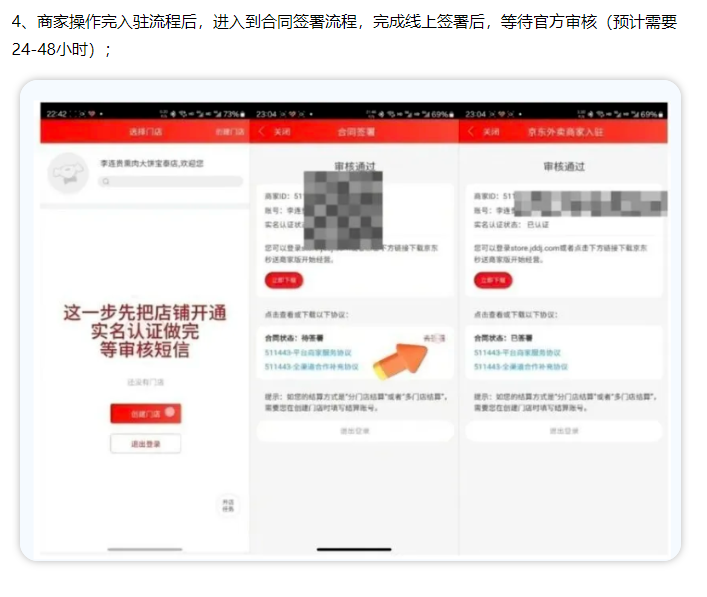 4、商家操作完入驻流程后，进入到合同签署流程，完成线上签署后，等待官方审核（预计需要
24-48小时）；
22:42
73%
选择门店
创建门店
李连贵熏肉大饼宝泰店,欢迎您
这一步先把店铺开通
实名认证做完
等审核短信
还没有门店
创建门店
退出登录
开店
任务
23:04
69%
关闭
合同签署
审核通过
商家ID：51
账号：李连
实名认证状态：
您可以登录s
下方链接下载京东
秒送商家版开始经营。
立即下载
点击查看或下载以下协议：
合同状态：待签署
去签署
511443-平台商家服务协议
511443-全渠道合作补充协议
提示：如您的结算方式是“分门店结算”或者“多门店结算”，
需要您在创建门店时填写结算账号。
退出登录
23:04
69%
关闭
京东外卖商家入驻
审核通过
商家ID：511
账号：李连
实名认证状态： 已认证
您可以登录store.jddj.com或者点击下方链接下载京东
秒送商家版开始经营。
立即下载
点击查看或下载以下协议：
合同状态：已签署
511443-平台商家服务协议
511443-全渠道合作补充协议
提示：如您的结算方式是“分门店结算”或者“多门店结算”，
需要您在创建门店时填写结算账号。
退出登录